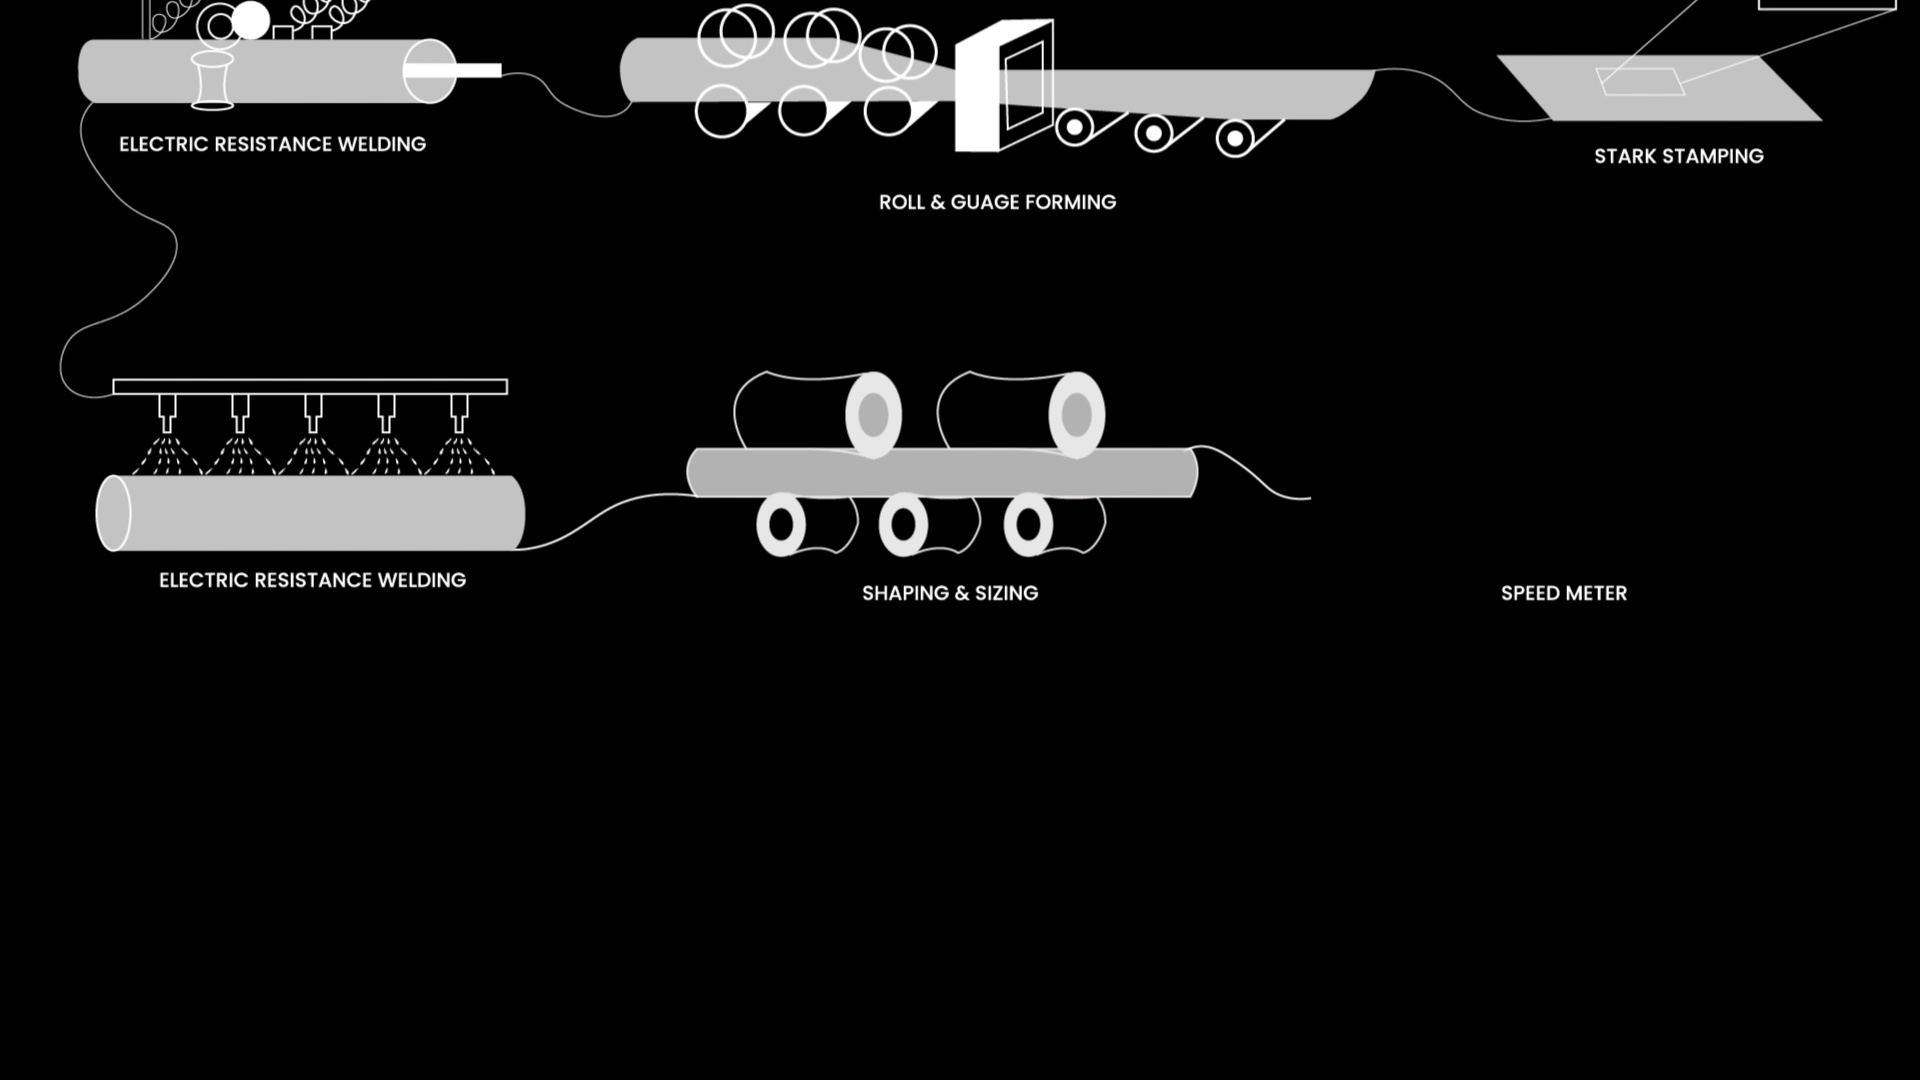 ELECTRIC RESISTANCE WELDING
STARK STAMPING
ROLL & GUAGE FORMING
ELECTRIC RESISTANCE WELDING
SHAPING & SIZING
SPEED METER